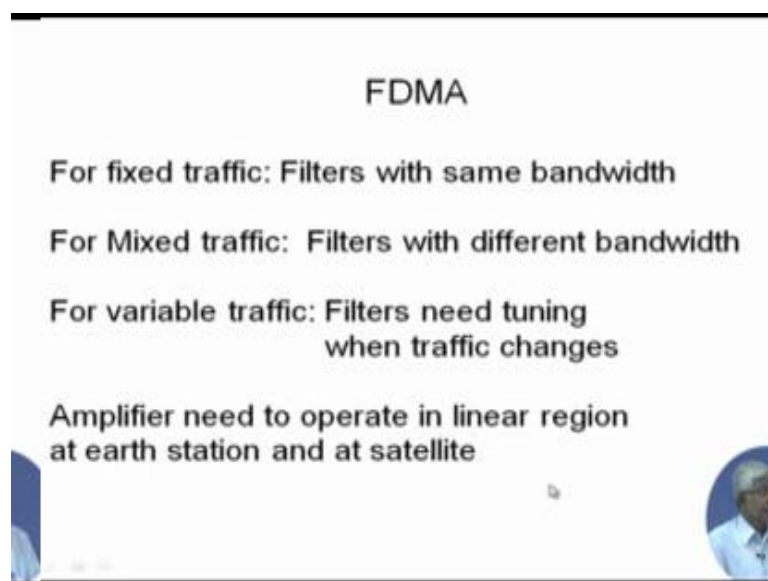 FDMA
For fixed traffic: Filters with same bandwidth
For Mixed traffic: Filters with different bandwidth
For variable traffic: Filters need tuning
when traffic changes
Amplifier need to operate in linear region
at earth station and at satellite